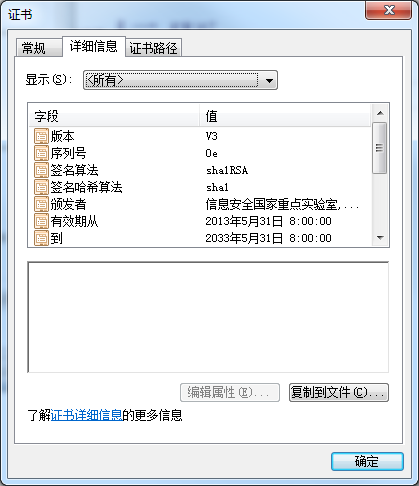 证书
常规 详细信息 证书路径
显示(S): <所有>
字段 值
版本 V3
序列号 0e
签名算法 sha1RSA
签名哈希算法 sha1
颁发者 信息安全国家重点实验室,...
有效期从 2013年5月31日 8:00:00
到 2033年5月31日 8:00:00
编辑属性(E)... 复制到文件(C)...
了解证书详细信息的更多信息
确定